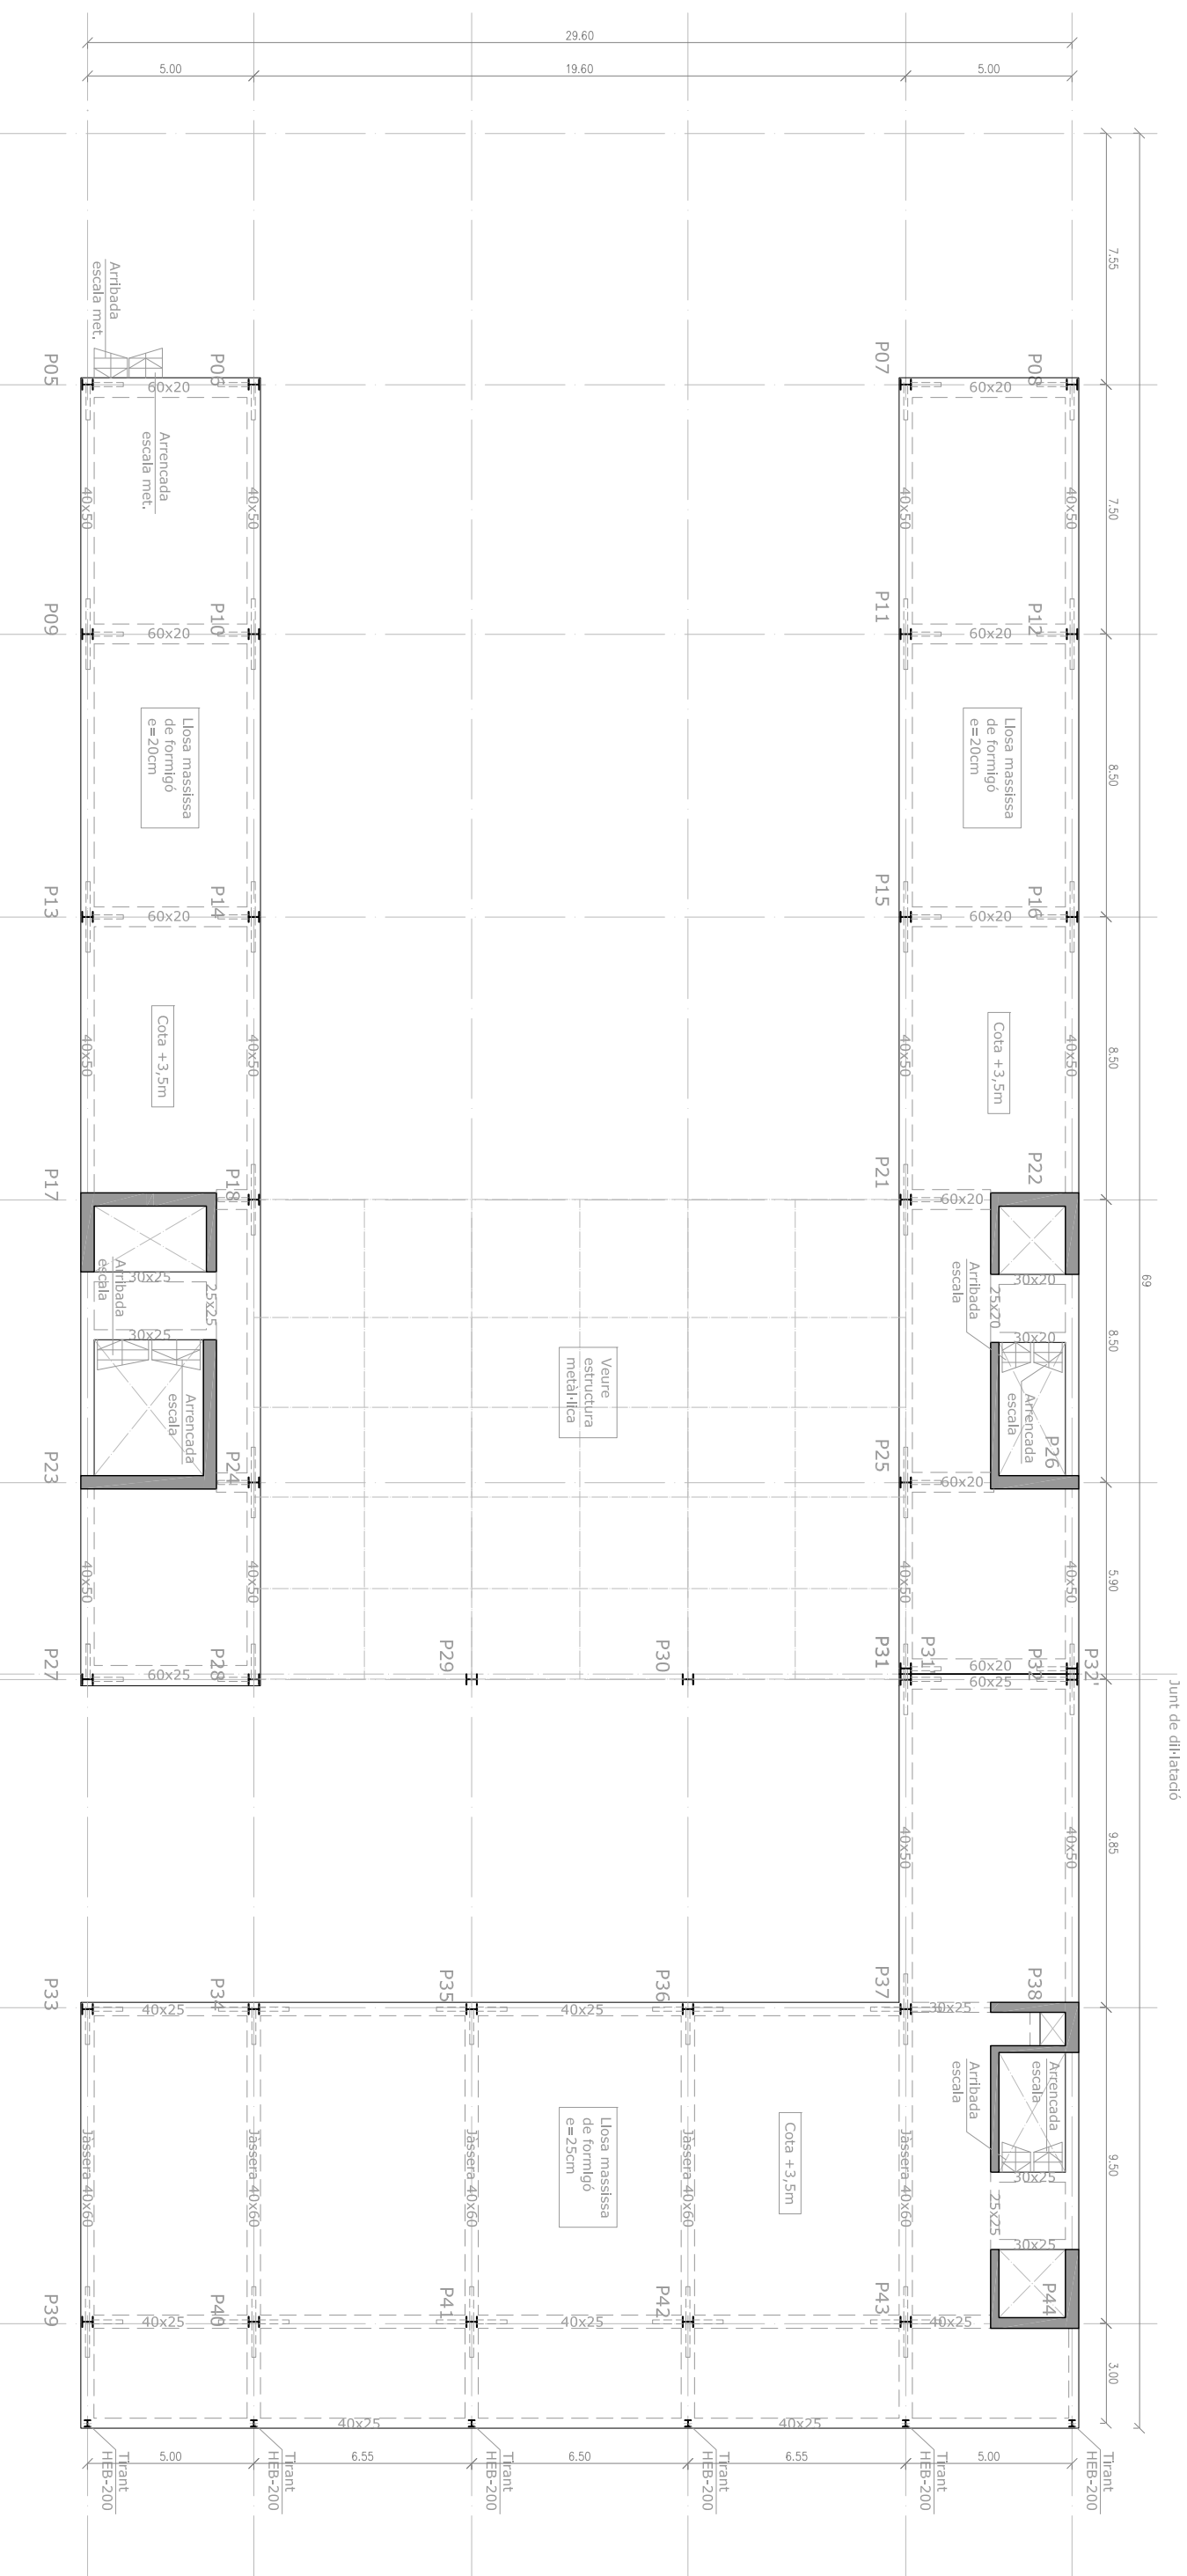 29.60
5.00
19.60
5.00
7.55
Arribada
escala met.
P05
P06
P07
P08
60x20
60x20
Arrencada
escala met.
40x50
40x50
40x50
40x50
7.50
P09
P10
P11
P12
60x20
60x20
Llosa massissa
de formigó
e=20cm
Llosa massissa
de formigó
e=20cm
8.50
P13
P14
P15
P16
60x20
60x20
Cota +3,5m
Cota +3,5m
40x50
40x50
40x50
40x50
8.50
P17
P18
P21
P22
60x20
Arribada
escala
30x25
25x25
30x25
Arribada
escala
30x20
25x20
30x20
69
Veure
estructura
metàl·lica
8.50
Arrencada
escala
Arrencada
escala
P23
P24
P25
P26
60x20
40x50
40x50
40x50
40x50
5.90
P27
P28
P29
P30
P31
P31'
P32
P32'
60x25
60x20
60x25
Junt de dil·latació
40x50
40x50
9.85
P33
P34
P35
P36
P37
P38
40x25
40x25
30x25
Arribada
escala
Arrencada
escala
Llosa massissa
de formigó
e=25cm
Cota +3,5m
Jàssera 40x60
Jàssera 40x60
Jàssera 40x60
Jàssera 40x60
Jàssera 40x60
30x25
25x25
30x25
9.50
P39
P40
P41
P42
P43
P44
40x25
40x25
40x25
3.00
40x25
40x25
5.00
6.55
6.50
6.55
5.00
Tirant
HEB-200
Tirant
HEB-200
Tirant
HEB-200
Tirant
HEB-200
Tirant
HEB-200
Tirant
HEB-200